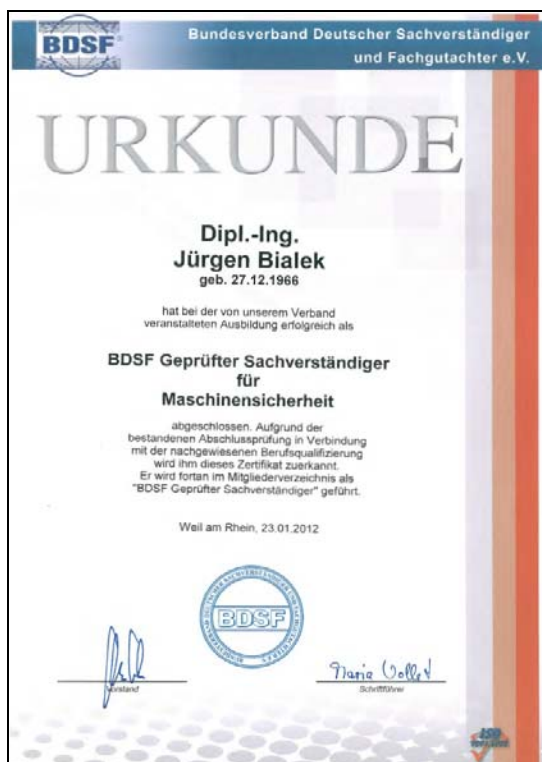 BDSF®
Bundesverband Deutscher Sachverständiger
und Fachgutachter e.V.
URKUNDE
Dipl.-Ing.
Jürgen Bialek
geb. 27.12.1966
hat bei der von unserem Verband
veranstalteten Ausbildung erfolgreich als
BDSF Geprüfter Sachverständiger
für
Maschinensicherheit
abgeschlossen. Aufgrund der
bestandenen Abschlussprüfung in Verbindung
mit der nachgewiesenen Berufsqualifizierung
wird ihm dieses Zertifikat zuerkannt.
Er wird fortan im Mitgliederverzeichnis als
"BDSF Geprüfter Sachverständiger" geführt.
Weil am Rhein, 23.01.2012
BDSF
Maria
Vorstand
Schriftführer
ISO